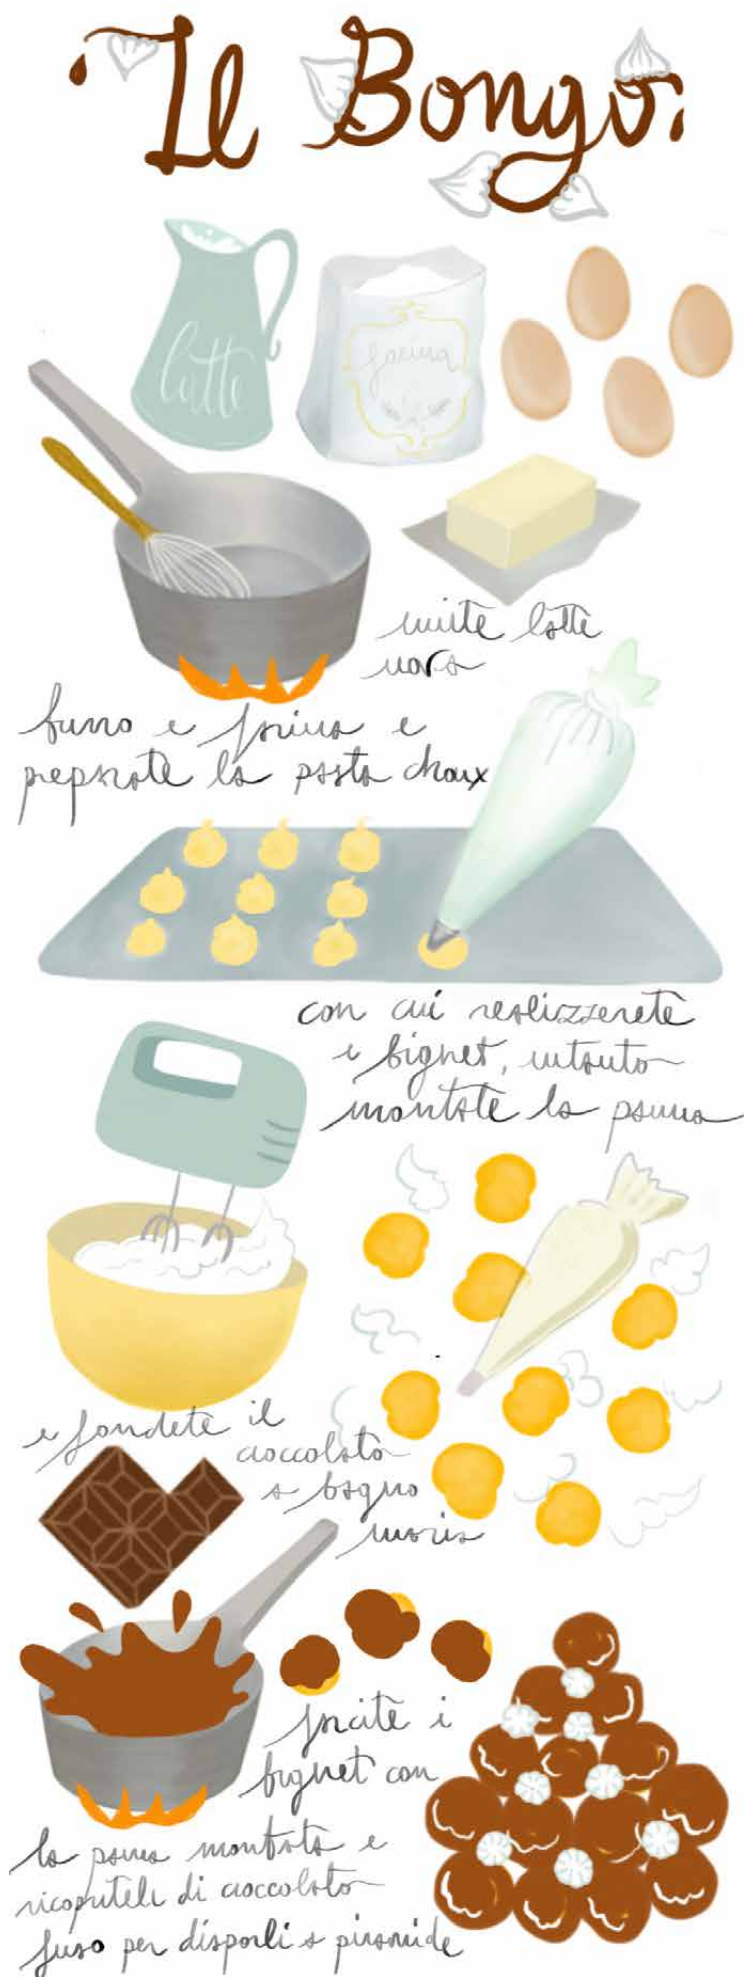 Il Bongo
latte
farina
unite latte
uova
burro e farina e
preparate la pasta choux
con cui realizzerete
i bignet, intanto
montate la panna
e fondete il
cioccolato
a bagno
maria
farcite i
bignet con
la panna montata e
ricopriteli di cioccolato
fuso per disporli a piramide